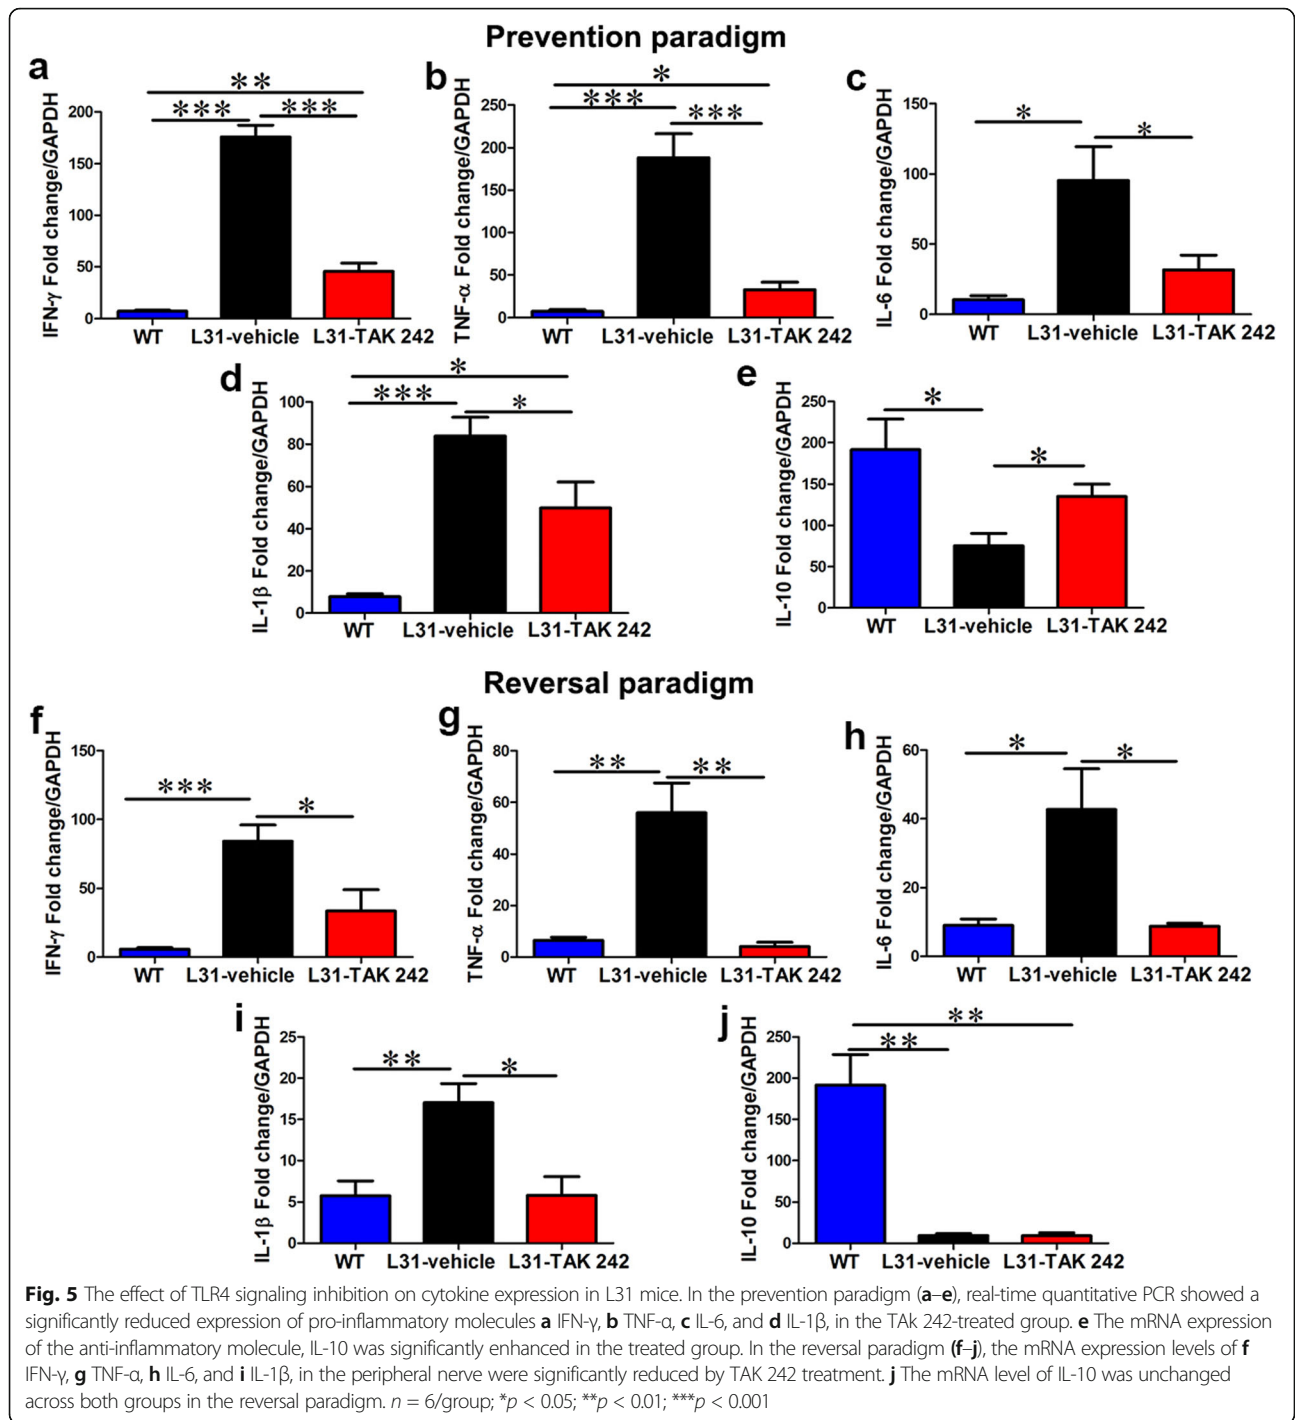 Prevention paradigm
a
**
***
***
IFN-γ Fold change/GAPDH
200
150
100
50
0
WT L31-vehicle L31-TAK 242
b
*
***
***
TNF-α Fold change/GAPDH
250
200
150
100
50
0
WT L31-vehicle L31-TAK 242
c
*
*
IL-6 Fold change/GAPDH
150
100
50
0
WT L31-vehicle L31-TAK 242
d
*
***
*
IL-1β Fold change/GAPDH
100
80
60
40
20
0
WT L31-vehicle L31-TAK 242
e
*
*
IL-10 Fold change/GAPDH
250
200
150
100
50
0
WT L31-vehicle L31-TAK 242
Reversal paradigm
f
***
*
IFN-γ Fold change/GAPDH
150
100
50
0
WT L31-vehicle L31-TAK 242
g
**
**
TNF-α Fold change/GAPDH
80
60
40
20
0
WT L31-vehicle L31-TAK 242
h
*
*
IL-6 Fold change/GAPDH
60
40
20
0
WT L31-vehicle L31-TAK 242
i
**
*
IL-1β Fold change/GAPDH
25
20
15
10
5
0
WT L31-vehicle L31-TAK 242
j
**
**
IL-10 Fold change/GAPDH
250
200
150
100
50
0
WT L31-vehicle L31-TAK 242
Fig. 5 The effect of TLR4 signaling inhibition on cytokine expression in L31 mice. In the prevention paradigm (a–e), real-time quantitative PCR showed a
significantly reduced expression of pro-inflammatory molecules a IFN-γ, b TNF-α, c IL-6, and d IL-1β, in the TAk 242-treated group. e The mRNA expression
of the anti-inflammatory molecule, IL-10 was significantly enhanced in the treated group. In the reversal paradigm (f–j), the mRNA expression levels of f
IFN-γ, g TNF-α, h IL-6, and i IL-1β, in the peripheral nerve were significantly reduced by TAK 242 treatment. j The mRNA level of IL-10 was unchanged
across both groups in the reversal paradigm. n = 6/group; *p < 0.05; **p < 0.01; ***p < 0.001